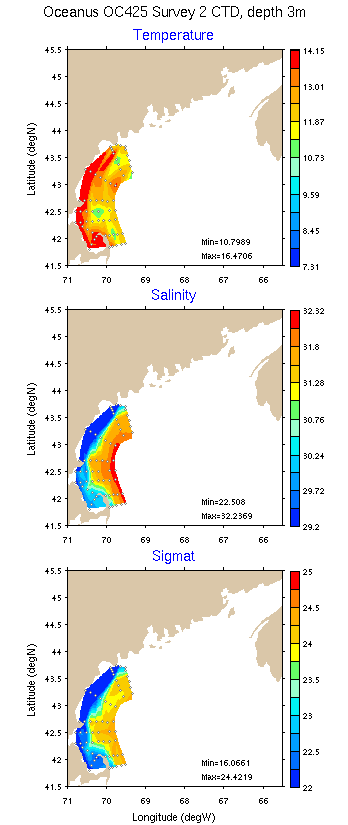 Oceanus OC425 Survey 2 CTD, depth 3m
Temperature
45.5
45
44.5
44
43.5
43
42.5
42
41.5
Latitude (degN)
71 70 69 68 67 66
Min=10.7989
Max=16.4706
14.15
13.01
11.87
10.73
9.59
8.45
7.31
Salinity
45.5
45
44.5
44
43.5
43
42.5
42
41.5
Latitude (degN)
71 70 69 68 67 66
Min=22.508
Max=32.2369
32.32
31.8
31.28
30.76
30.24
29.72
29.2
Sigmat
45.5
45
44.5
44
43.5
43
42.5
42
41.5
Latitude (degN)
71 70 69 68 67 66
Longitude (degW)
Min=16.0661
Max=24.4219
25
24.5
24
23.5
23
22.5
22